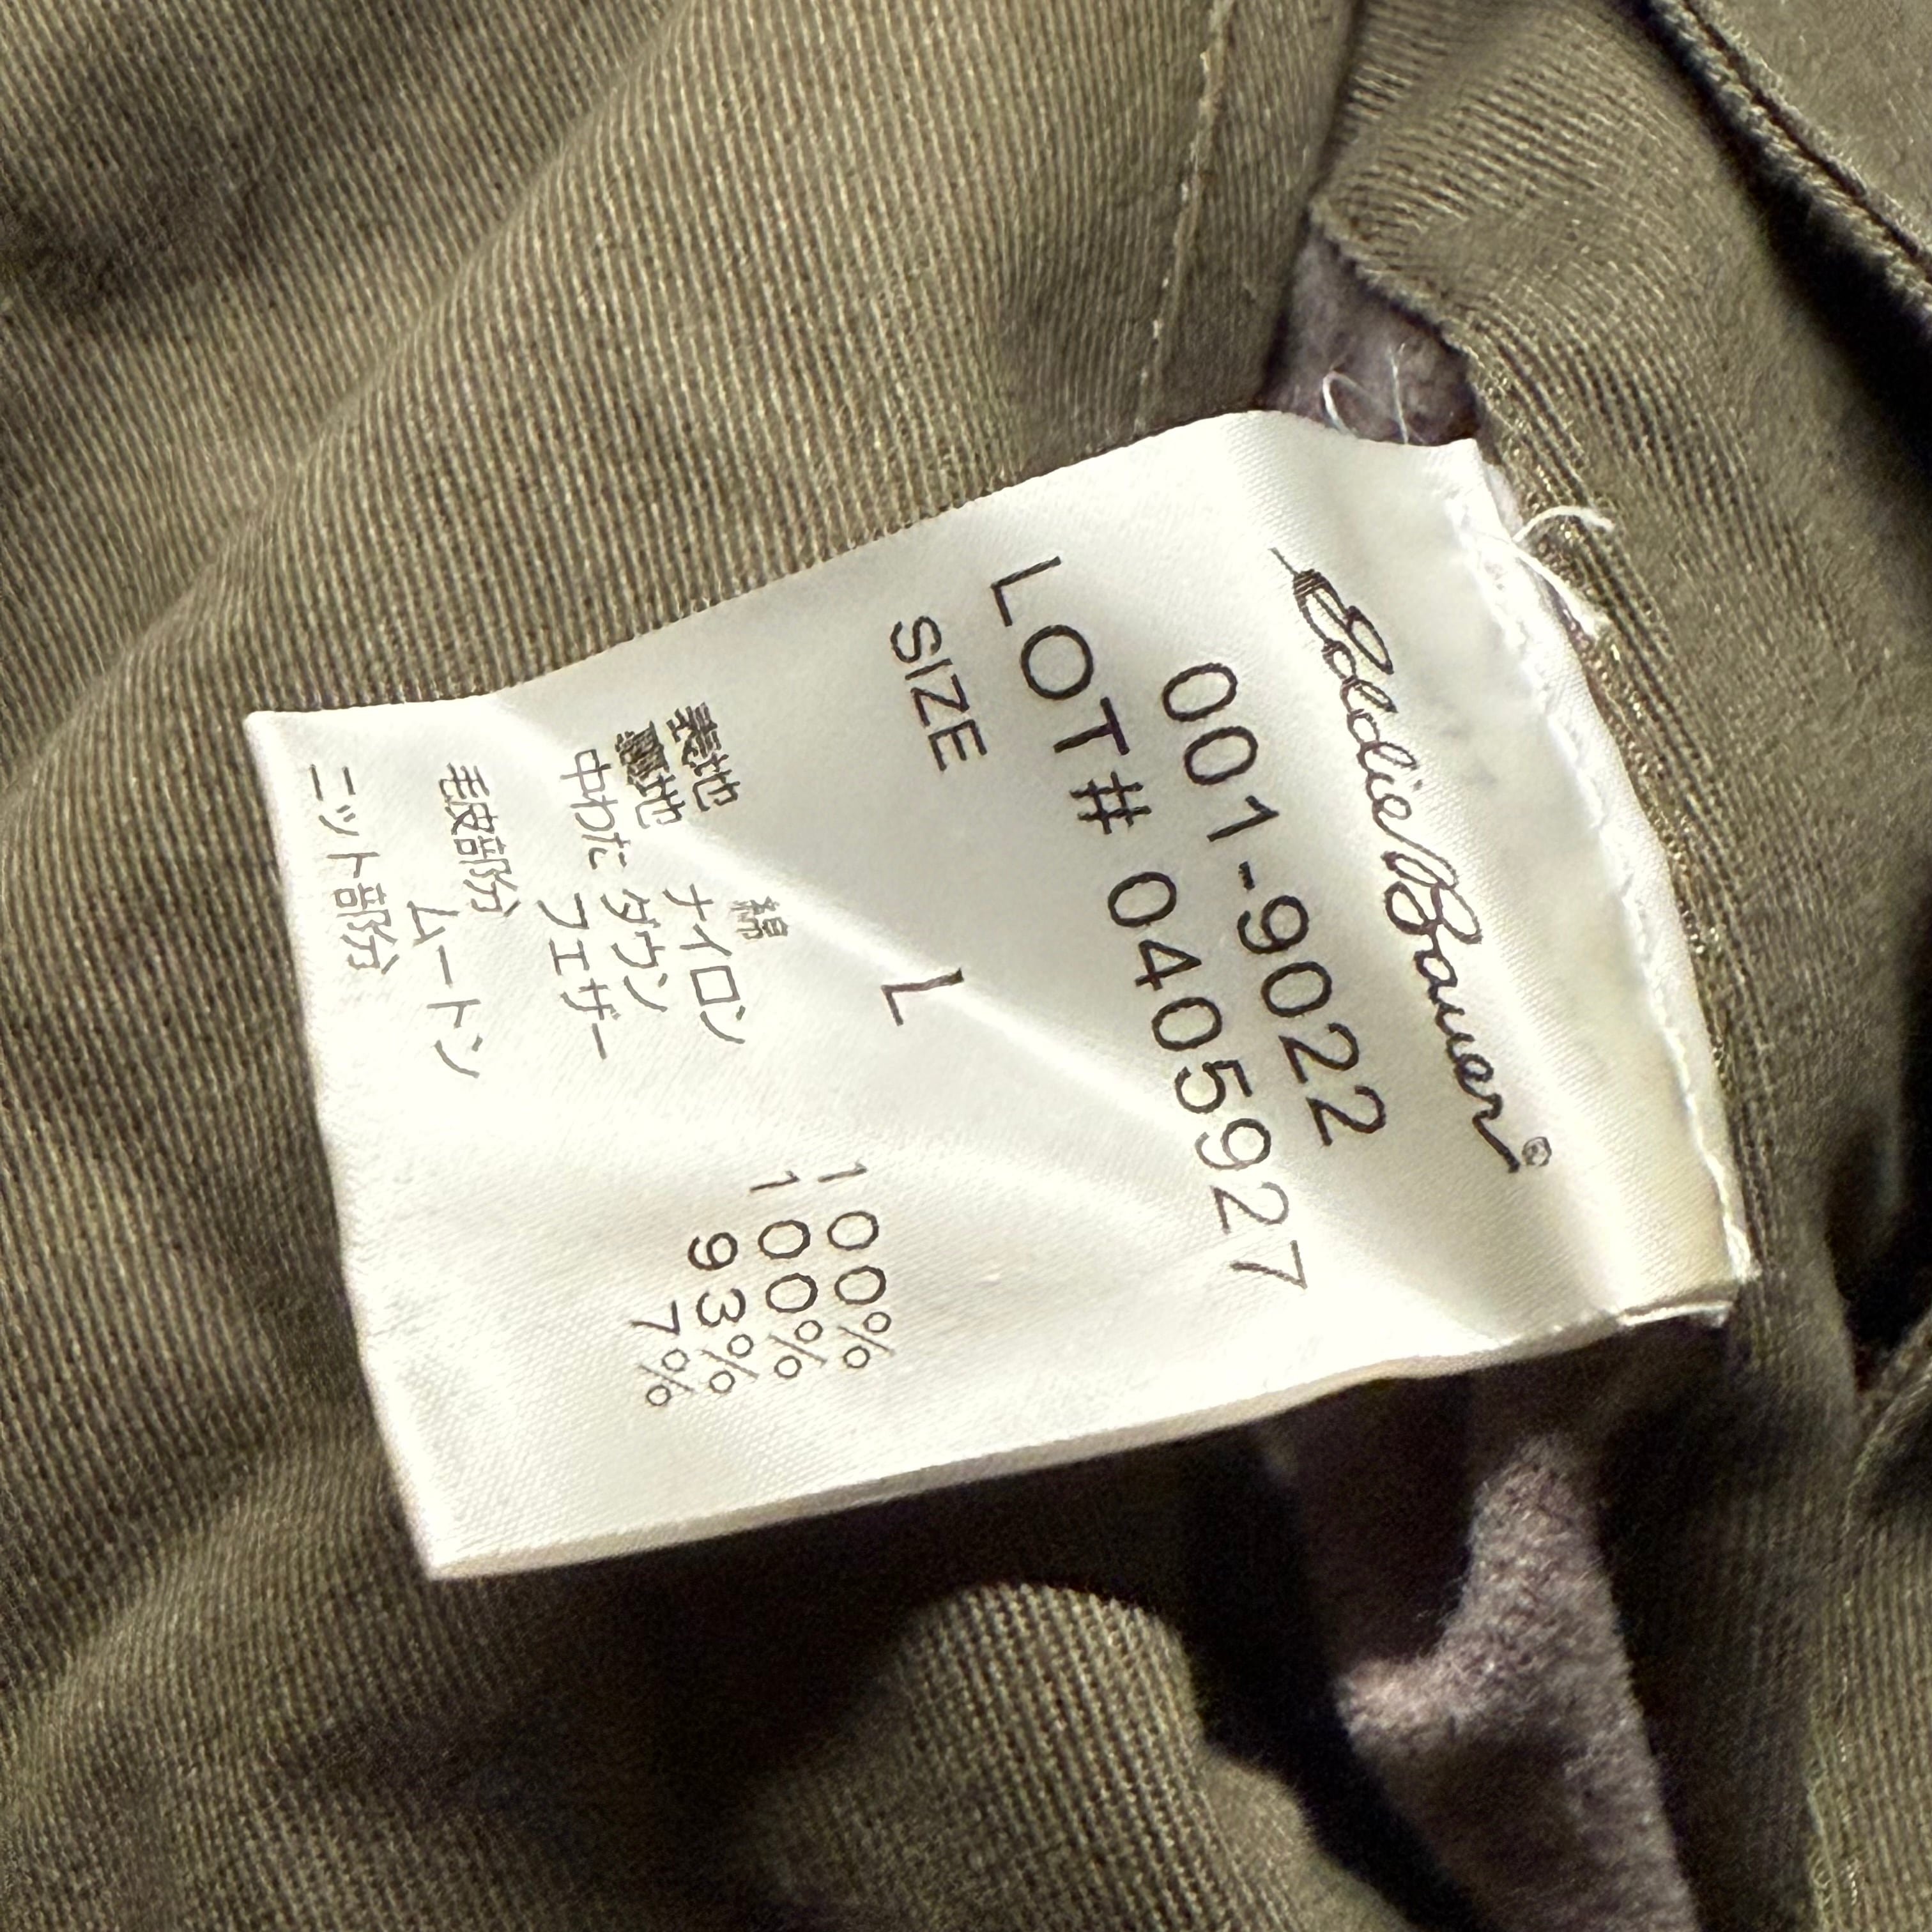 Eddie Bauer®
001-9022
LOT# 0405927
SIZE L
表地 綿 100%
裏地 ナイロン 100%
中わた ダウン 93%
フェザー 7%
毛皮部分 ムートン
ニット部分